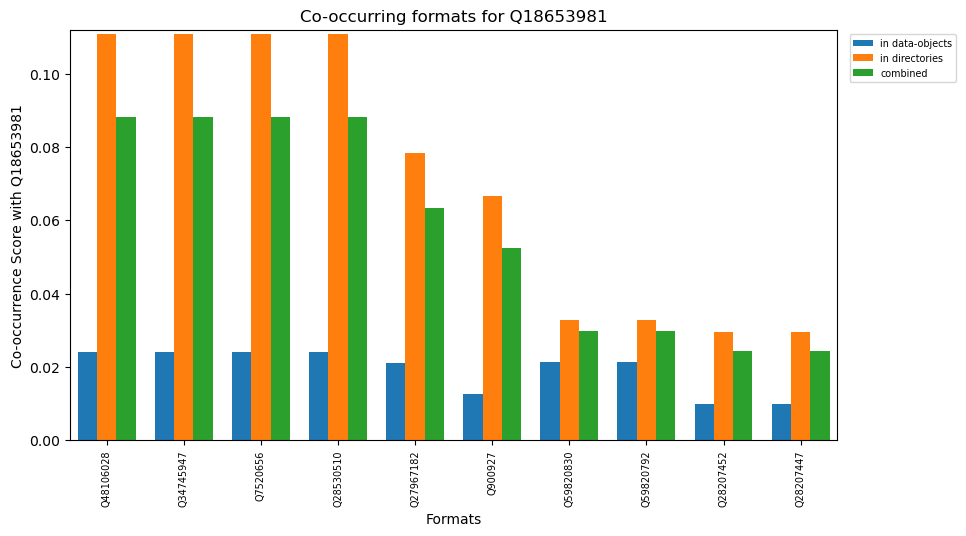 Co-occurring formats for Q18653981
in data-objects
in directories
combined
Co-occurrence Score with Q18653981
0.10
0.08
0.06
0.04
0.02
0.00
Q48106028
Q34745947
Q7520656
Q28530510
Q27967182
Q900927
Q59820830
Q59820792
Q28207452
Q28207447
Formats